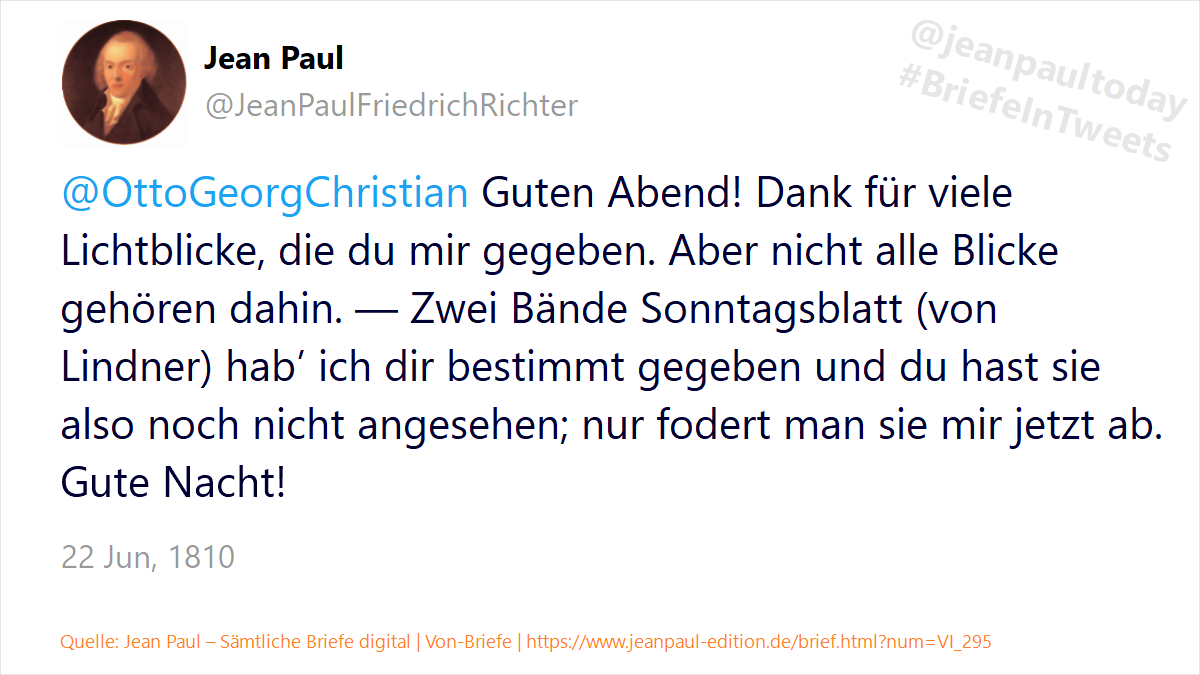 Jean Paul
@JeanPaulFriedrichRichter
@jeanpaultoday
#BriefeInTweets
@OttoGeorgChristian Guten Abend! Dank für viele
Lichtblicke, die du mir gegeben. Aber nicht alle Blicke
gehören dahin. — Zwei Bände Sonntagsblatt (von
Lindner) hab’ ich dir bestimmt gegeben und du hast sie
also noch nicht angesehen; nur fodert man sie mir jetzt ab.
Gute Nacht!
22 Jun, 1810
Quelle: Jean Paul – Sämtliche Briefe digital | Von-Briefe | https://www.jeanpaul-edition.de/brief.html?num=VI_295